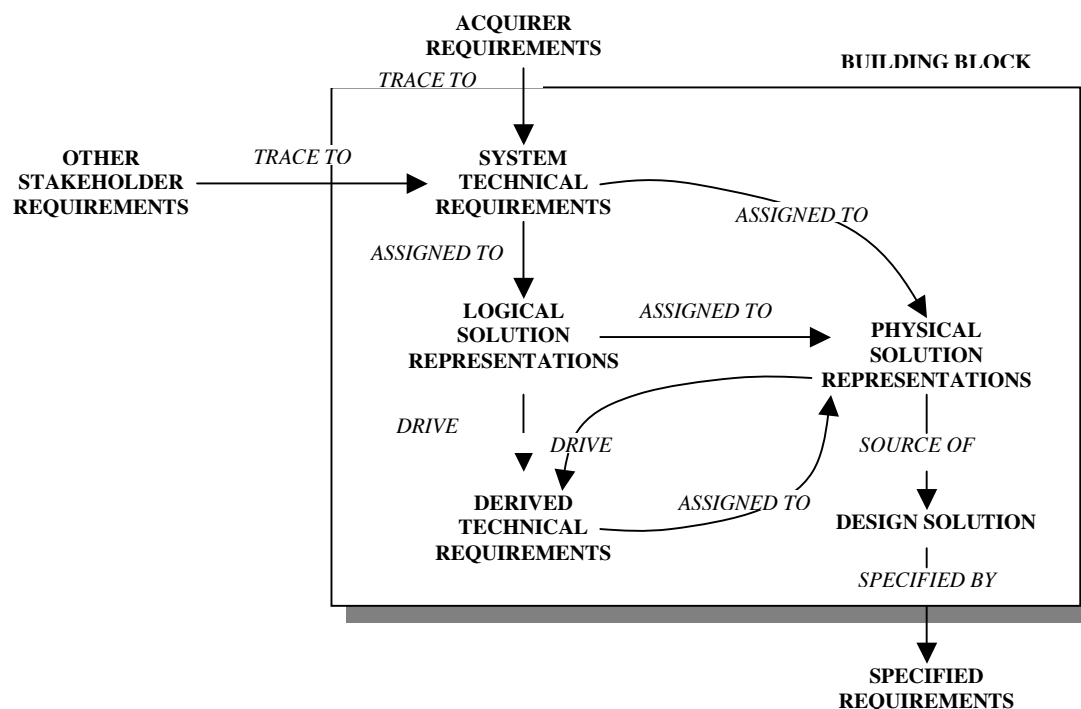 ACQUIRER
REQUIREMENTS
BUILDING BLOCK
TRACE TO
OTHER
STAKEHOLDER
REQUIREMENTS
TRACE TO
SYSTEM
TECHNICAL
REQUIREMENTS
ASSIGNED TO
ASSIGNED TO
LOGICAL
SOLUTION
REPRESENTATIONS
ASSIGNED TO
PHYSICAL
SOLUTION
REPRESENTATIONS
DRIVE
DRIVE
SOURCE OF
DERIVED
TECHNICAL
REQUIREMENTS
ASSIGNED TO
DESIGN SOLUTION
SPECIFIED BY
SPECIFIED
REQUIREMENTS